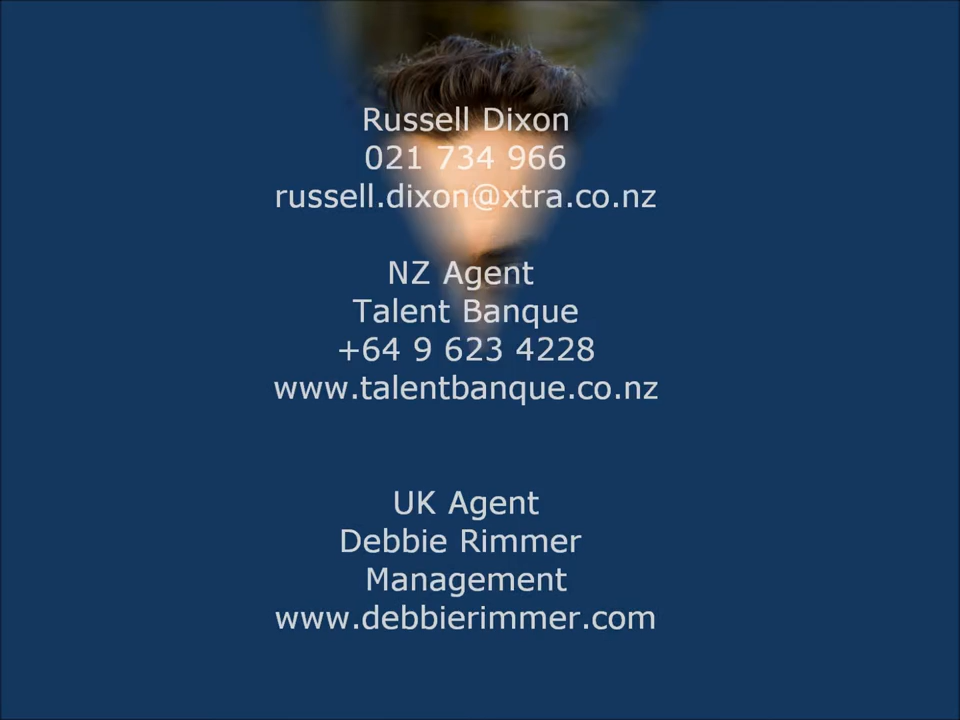 Russell Dixon
021 734 966
russell.dixon@xtra.co.nz
NZ Agent
Talent Banque
+64 9 623 4228
www.talentbanque.co.nz
UK Agent
Debbie Rimmer
Management
www.debbierimmer.com